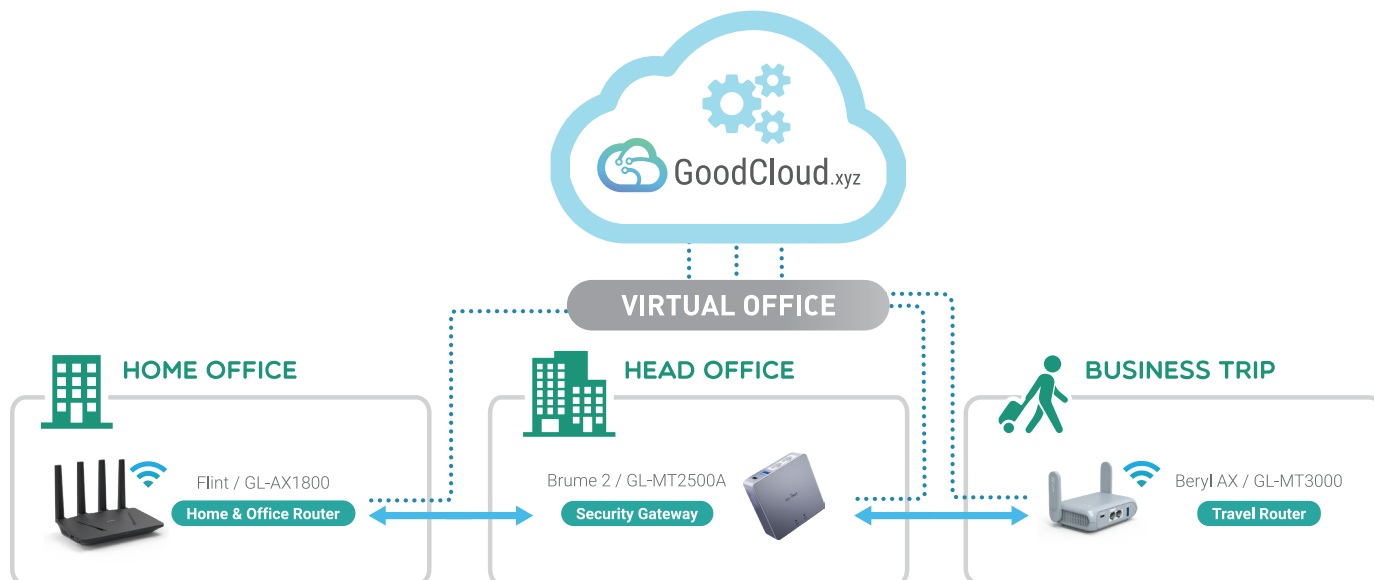 GoodCloud.xyz
VIRTUAL OFFICE
HOME OFFICE
HEAD OFFICE
BUSINESS TRIP
Flint / GL-AX1800
Home & Office Router
Brume 2 / GL-MT2500A
Security Gateway
Beryl AX / GL-MT3000
Travel Router